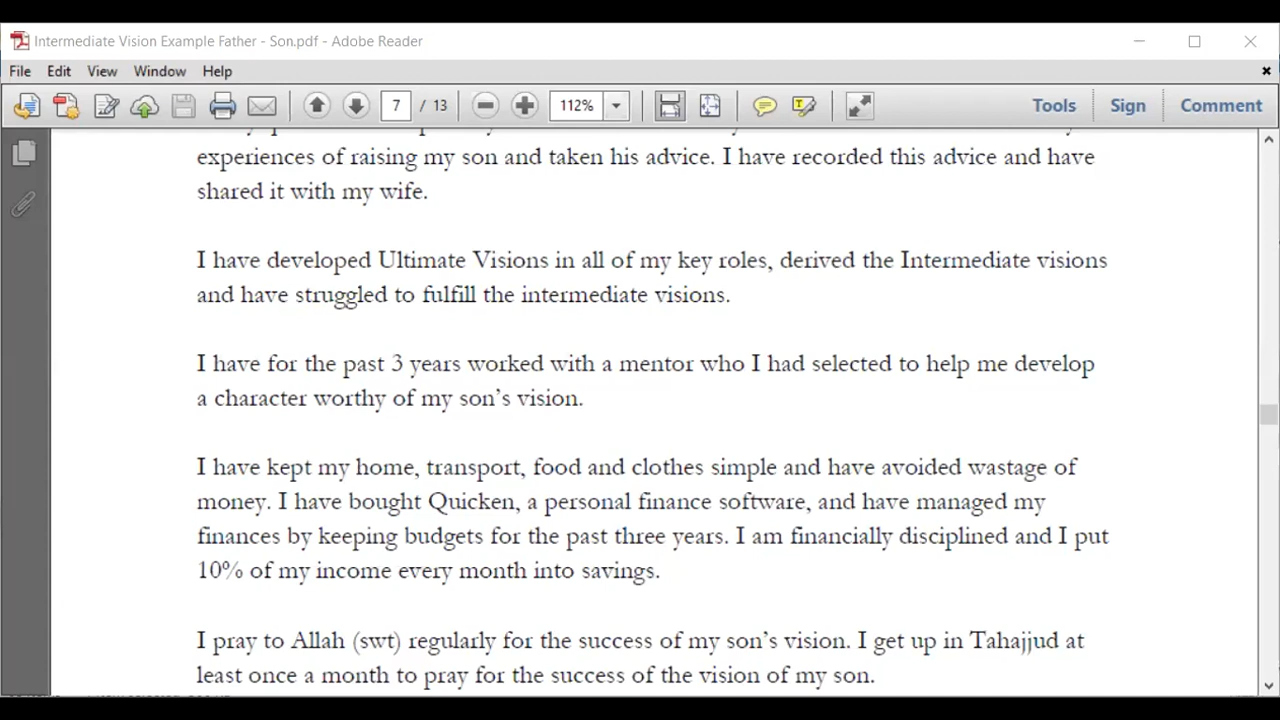 Intermediate Vision Example Father - Son.pdf - Adobe Reader
File Edit View Window Help
7 / 13 112% Tools Sign Comment
experiences of raising my son and taken his advice. I have recorded this advice and have
shared it with my wife.
I have developed Ultimate Visions in all of my key roles, derived the Intermediate visions
and have struggled to fulfill the intermediate visions.
I have for the past 3 years worked with a mentor who I had selected to help me develop
a character worthy of my son's vision.
I have kept my home, transport, food and clothes simple and have avoided wastage of
money. I have bought Quicken, a personal finance software, and have managed my
finances by keeping budgets for the past three years. I am financially disciplined and I put
10% of my income every month into savings.
I pray to Allah (swt) regularly for the success of my son's vision. I get up in Tahajjud at
least once a month to pray for the success of the vision of my son.